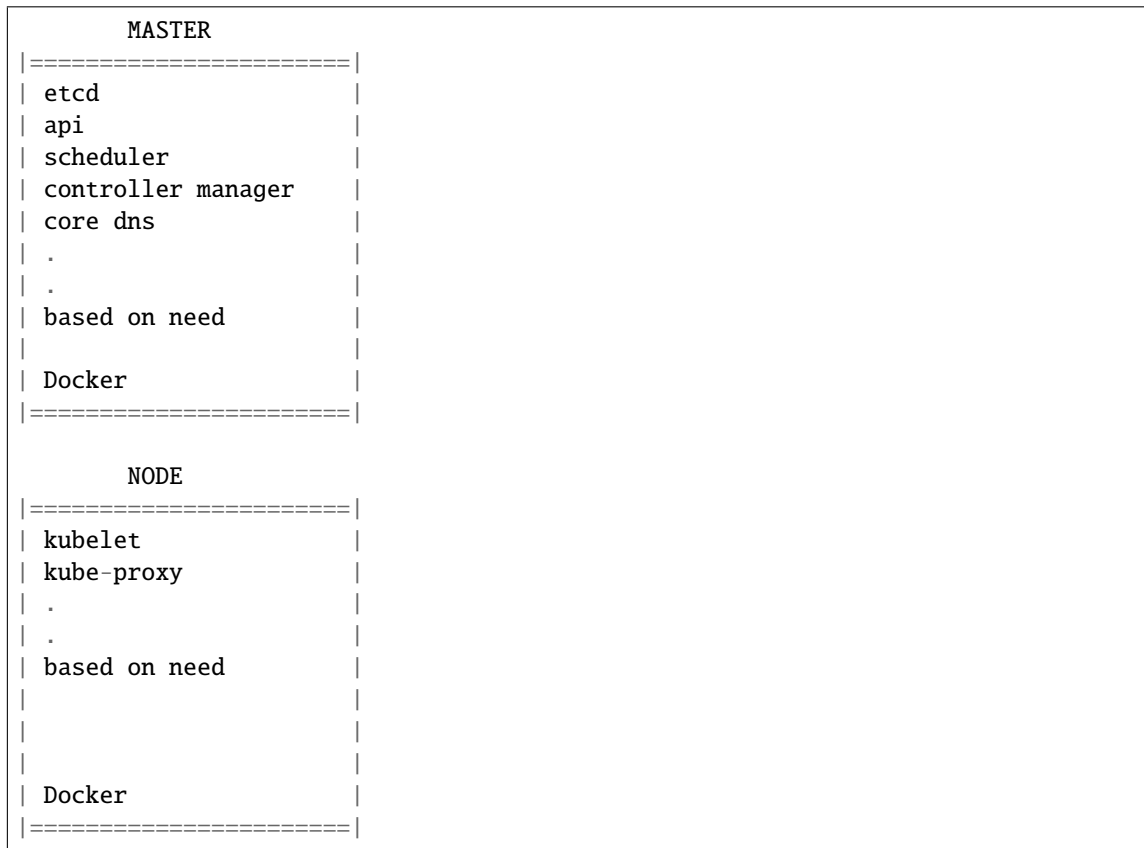 MASTER
|=======================|
| etcd                  |
| api                   |
| scheduler             |
| controller manager    |
| core dns              |
| .                     |
| .                     |
| based on need         |
|                       |
| Docker                |
|=======================|
NODE
|=======================|
| kubelet               |
| kube-proxy            |
| .                     |
| .                     |
| based on need         |
|                       |
|                       |
|                       |
| Docker                |
|=======================|